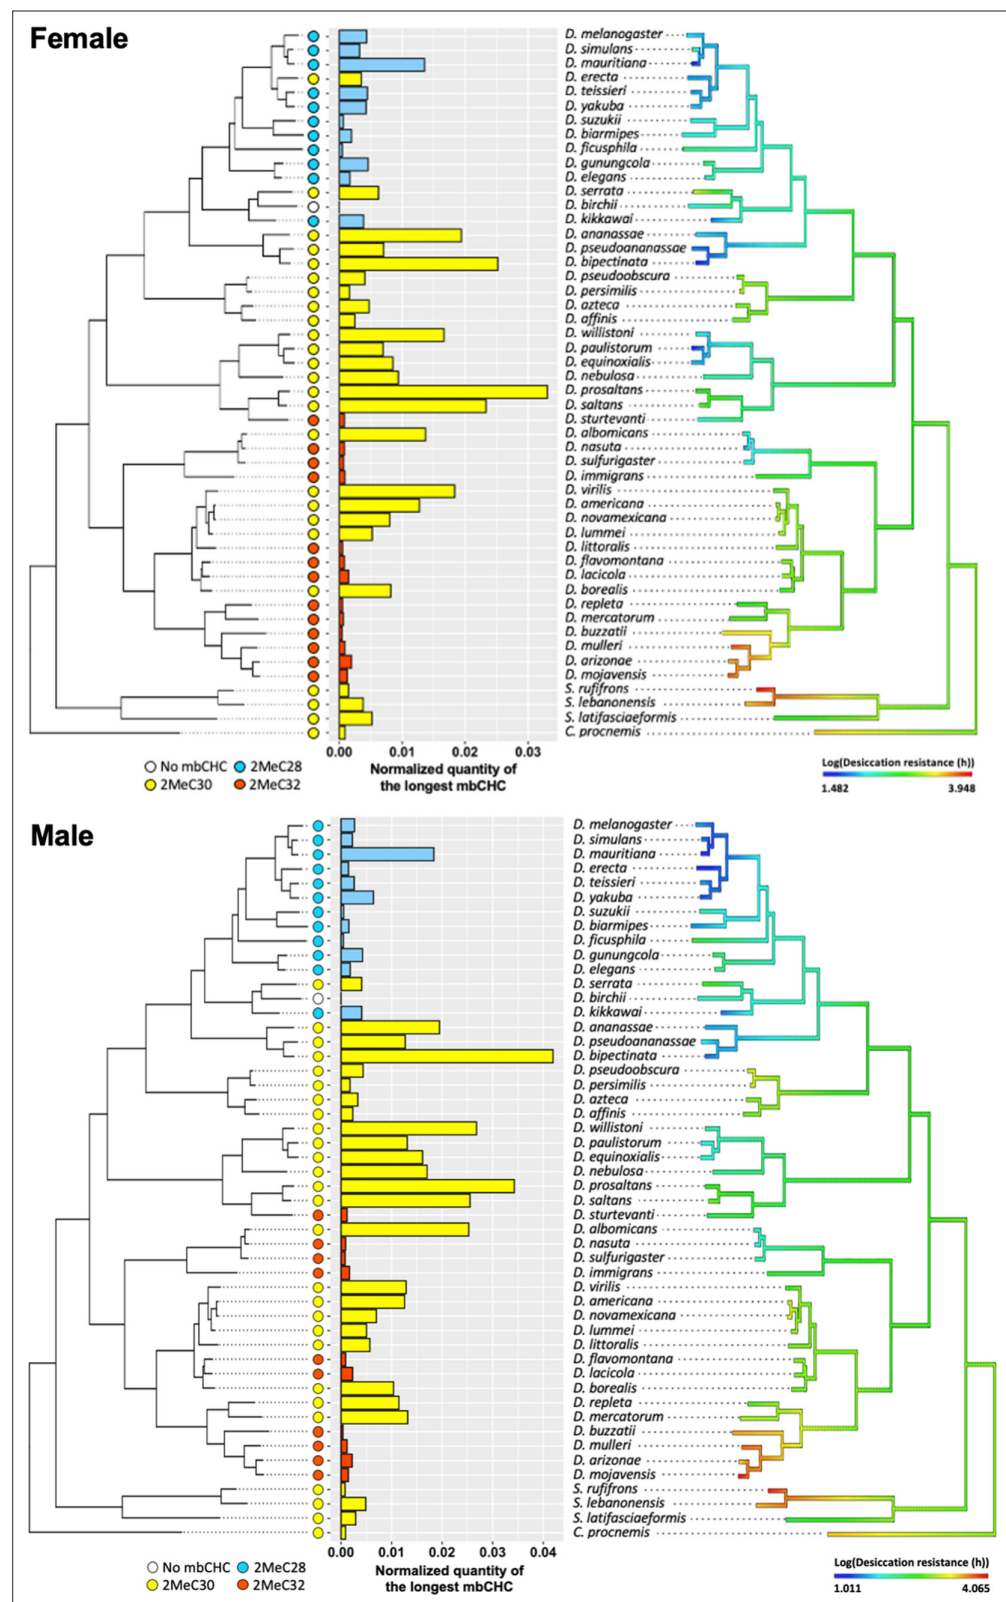 Female
D. melanogaster
D. simulans
D. mauritiana
D. erecta
D. teissieri
D. yakuba
D. suzukii
D. biarmipes
D. ficusphila
D. gunungcola
D. elegans
D. serrata
D. birchii
D. kikkawai
D. ananassae
D. pseudoananassae
D. bipectinata
D. pseudoobscura
D. persimilis
D. azteca
D. affinis
D. willistoni
D. paulistorum
D. equinoxialis
D. nebulosa
D. prosaltans
D. saltans
D. sturtevanti
D. albomicans
D. nasuta
D. sulfurigaster
D. immigrans
D. virilis
D. americana
D. novamexicana
D. lummei
D. littoralis
D. flavomontana
D. lacicola
D. borealis
D. repleta
D. mercatorum
D. buzzatii
D. mulleri
D. arizonae
D. mojavensis
S. rufifrons
S. lebanonensis
S. latifasciaeformis
C. procnemis
0.00 0.01 0.02 0.03
Normalized quantity of
the longest mbCHC
No mbCHC 2MeC28
2MeC30 2MeC32
Log(Desiccation resistance (h))
1.482 3.948
Male
D. melanogaster
D. simulans
D. mauritiana
D. erecta
D. teissieri
D. yakuba
D. suzukii
D. biarmipes
D. ficusphila
D. gunungcola
D. elegans
D. serrata
D. birchii
D. kikkawai
D. ananassae
D. pseudoananassae
D. bipectinata
D. pseudoobscura
D. persimilis
D. azteca
D. affinis
D. willistoni
D. paulistorum
D. equinoxialis
D. nebulosa
D. prosaltans
D. saltans
D. sturtevanti
D. albomicans
D. nasuta
D. sulfurigaster
D. immigrans
D. virilis
D. americana
D. novamexicana
D. lummei
D. littoralis
D. flavomontana
D. lacicola
D. borealis
D. repleta
D. mercatorum
D. buzzatii
D. mulleri
D. arizonae
D. mojavensis
S. rufifrons
S. lebanonensis
S. latifasciaeformis
C. procnemis
0.00 0.01 0.02 0.03 0.04
Normalized quantity of
the longest mbCHC
No mbCHC 2MeC28
2MeC30 2MeC32
Log(Desiccation resistance (h))
1.011 4.065